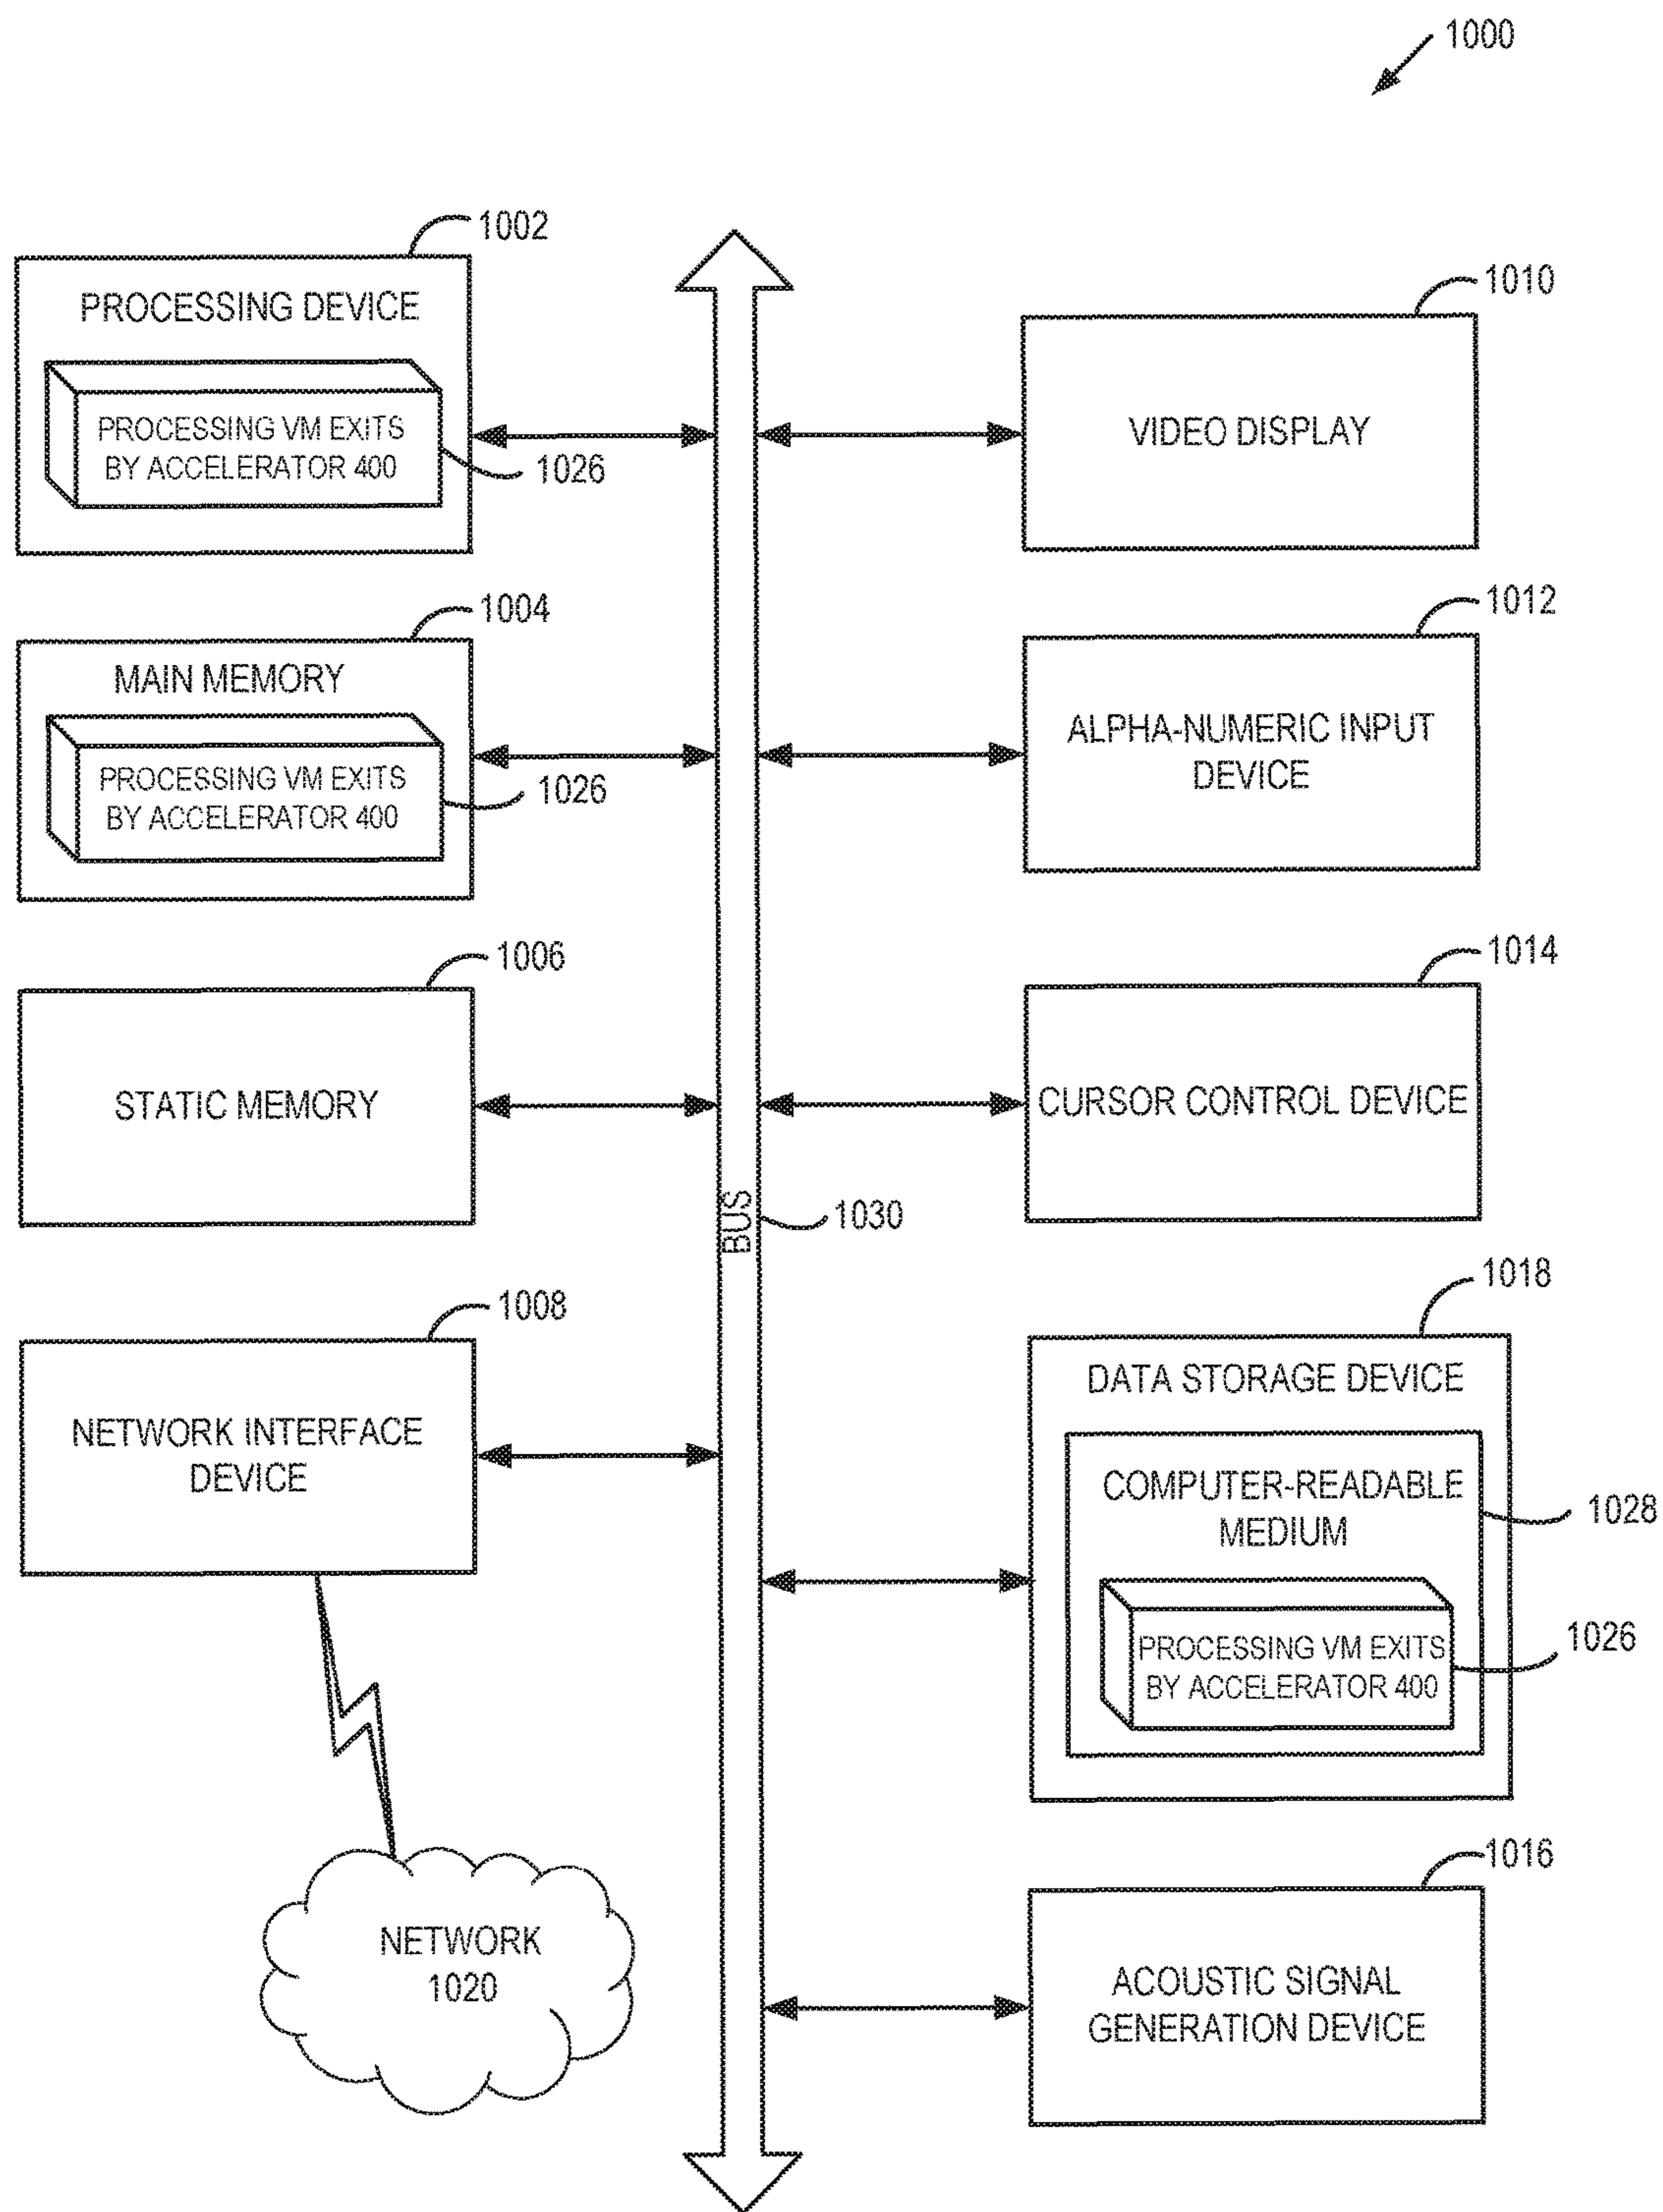 1000
1002
PROCESSING DEVICE
PROCESSING VM EXITS
BY ACCELERATOR 400
1026
1010
VIDEO DISPLAY
1004
MAIN MEMORY
PROCESSING VM EXITS
BY ACCELERATOR 400
1026
1012
ALPHA-NUMERIC INPUT
DEVICE
1006
STATIC MEMORY
1014
CURSOR CONTROL DEVICE
BUS
1030
1008
NETWORK INTERFACE
DEVICE
1018
DATA STORAGE DEVICE
COMPUTER-READABLE
MEDIUM
1028
PROCESSING VM EXITS
BY ACCELERATOR 400
1026
NETWORK
1020
1016
ACOUSTIC SIGNAL
GENERATION DEVICE